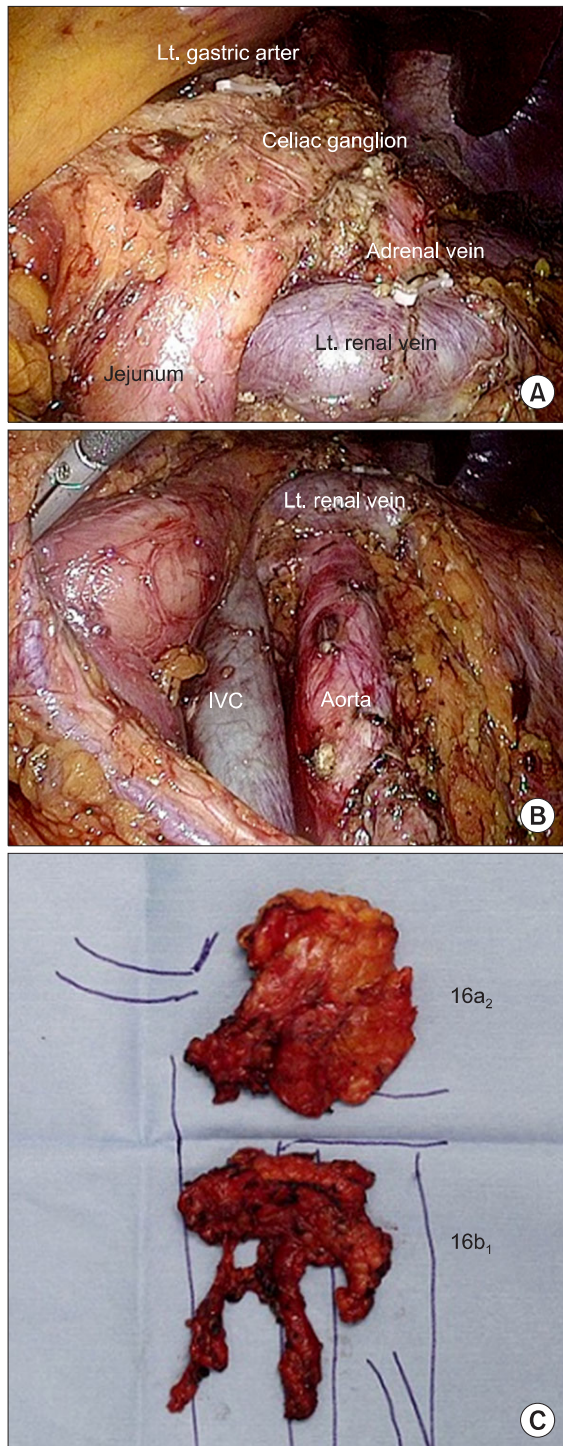 Lt. gastric arter
Celiac ganglion
Adrenal vein
Lt. renal vein
Jejunum
A
Lt. renal vein
IVC
Aorta
B
16a₂
16b₁
C